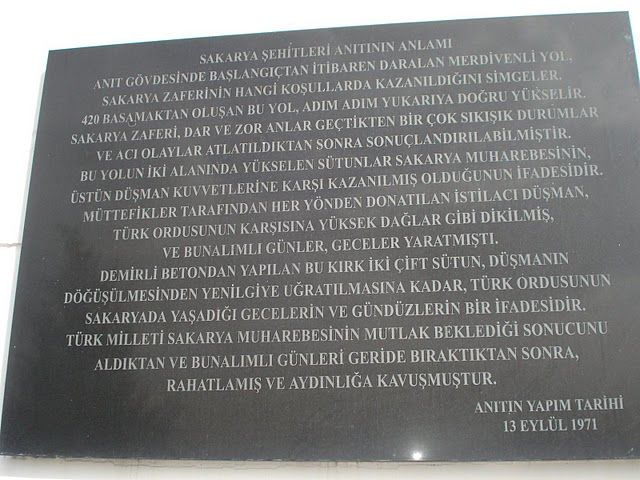 SAKARYA ŞEHİTLERİ ANITININ ANLAMI
ANIT GÖVDESİNDE BAŞLANGIÇTAN İTİBAREN DARALAN MERDİVENLİ YOL,
SAKARYA ZAFERİNİN HANGİ KOŞULLARDA KAZANILDIĞINI SİMGELER.
420 BASAMAKTAN OLUŞAN BU YOL, ADIM ADIM YUKARIYA DOĞRU YÜKSELİR.
SAKARYA ZAFERİ, DAR VE ZOR ANLAR GEÇTİKTEN BİR ÇOK SIKIŞIK DURUMLAR
VE ACI OLAYLAR ATLATILDIKTAN SONRA SONUÇLANDIRILABİLMİŞTİR.
BU YOLUN İKİ ALANINDA YÜKSELEN SÜTUNLAR SAKARYA MUHAREBESİNİN,
ÜSTÜN DÜŞMAN KUVVETLERİNE KARŞI KAZANILMIŞ OLDUĞUNUN İFADESİDİR.
MÜTTEFİKLER TARAFINDAN HER YÖNDEN DONATILAN İSTİLACI DÜŞMAN,
TÜRK ORDUSUNUN KARŞISINA YÜKSEK DAĞLAR GİBİ DİKİLMİŞ,
VE BUNALIMLI GÜNLER, GECELER YARATMIŞTI.
DEMİRLİ BETONDAN YAPILAN BU KIRK İKİ ÇİFT SÜTUN, DÜŞMANIN
DÖĞÜŞÜLMESİNDEN YENİLGİYE UĞRATILMASINA KADAR, TÜRK ORDUSUNUN
SAKARYADA YAŞADIĞI GECELERİN VE GÜNDÜZLERİN BİR İFADESİDİR.
TÜRK MİLLETİ SAKARYA MUHAREBESİNİN MUTLAK BEKLEDİĞİ SONUCUNU
ALDIKTAN VE BUNALIMLI GÜNLERİ GERİDE BIRAKTIKTAN SONRA,
RAHATLAMIŞ VE AYDINLIĞA KAVUŞMUŞTUR.
ANITIN YAPIM TARİHİ
13 EYLÜL 1971